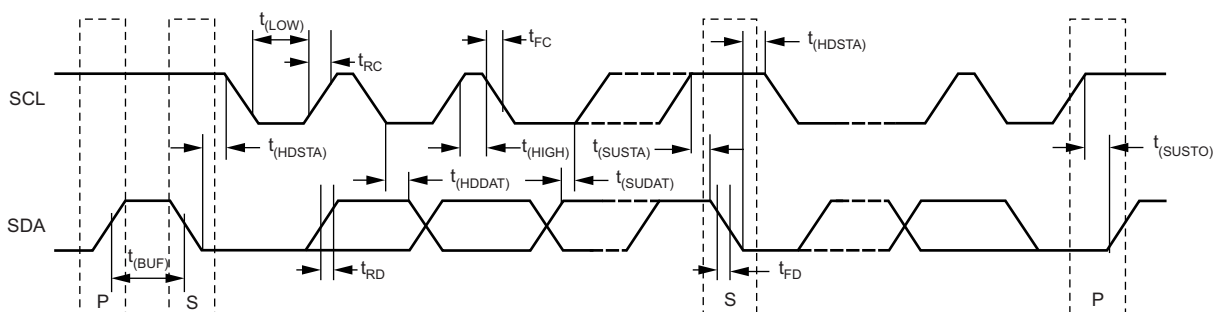 t(LOW)
tRC
tFC
t(HDSTA)
SCL
t(HDSTA)
t(HIGH)
t(SUSTA)
t(SUSTO)
t(HDDAT)
t(SUDAT)
SDA
t(BUF)
tRD
tFD
P
S
S
P